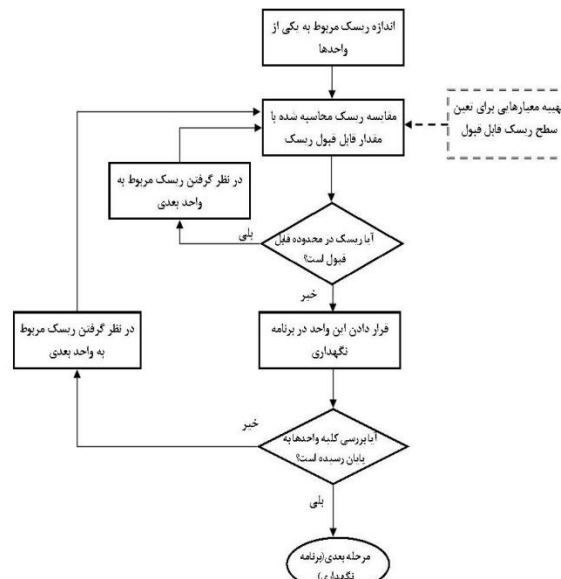 اندازه ریسک مربوط به یکی از
واحدها
مقایسه ریسک محاسبه شده با
مقدار قابل قبول ریسک
تهییه معیارهایی برای تعین
سطح ریسک قابل قبول
در نظر گرفتن ریسک مربوط به
واحد بعدی
بلی
آیا ریسک در محدوده قابل
قبول است؟
خیر
قرار دادن این واحد در برنامه
نگهداری
در نظر گرفتن ریسک مربوط
به واحد بعدی
خیر
آیا بررسی کلیه واحدها به
پایان رسیده است؟
بلی
مرحله بعدی(برنامه
نگهداری)